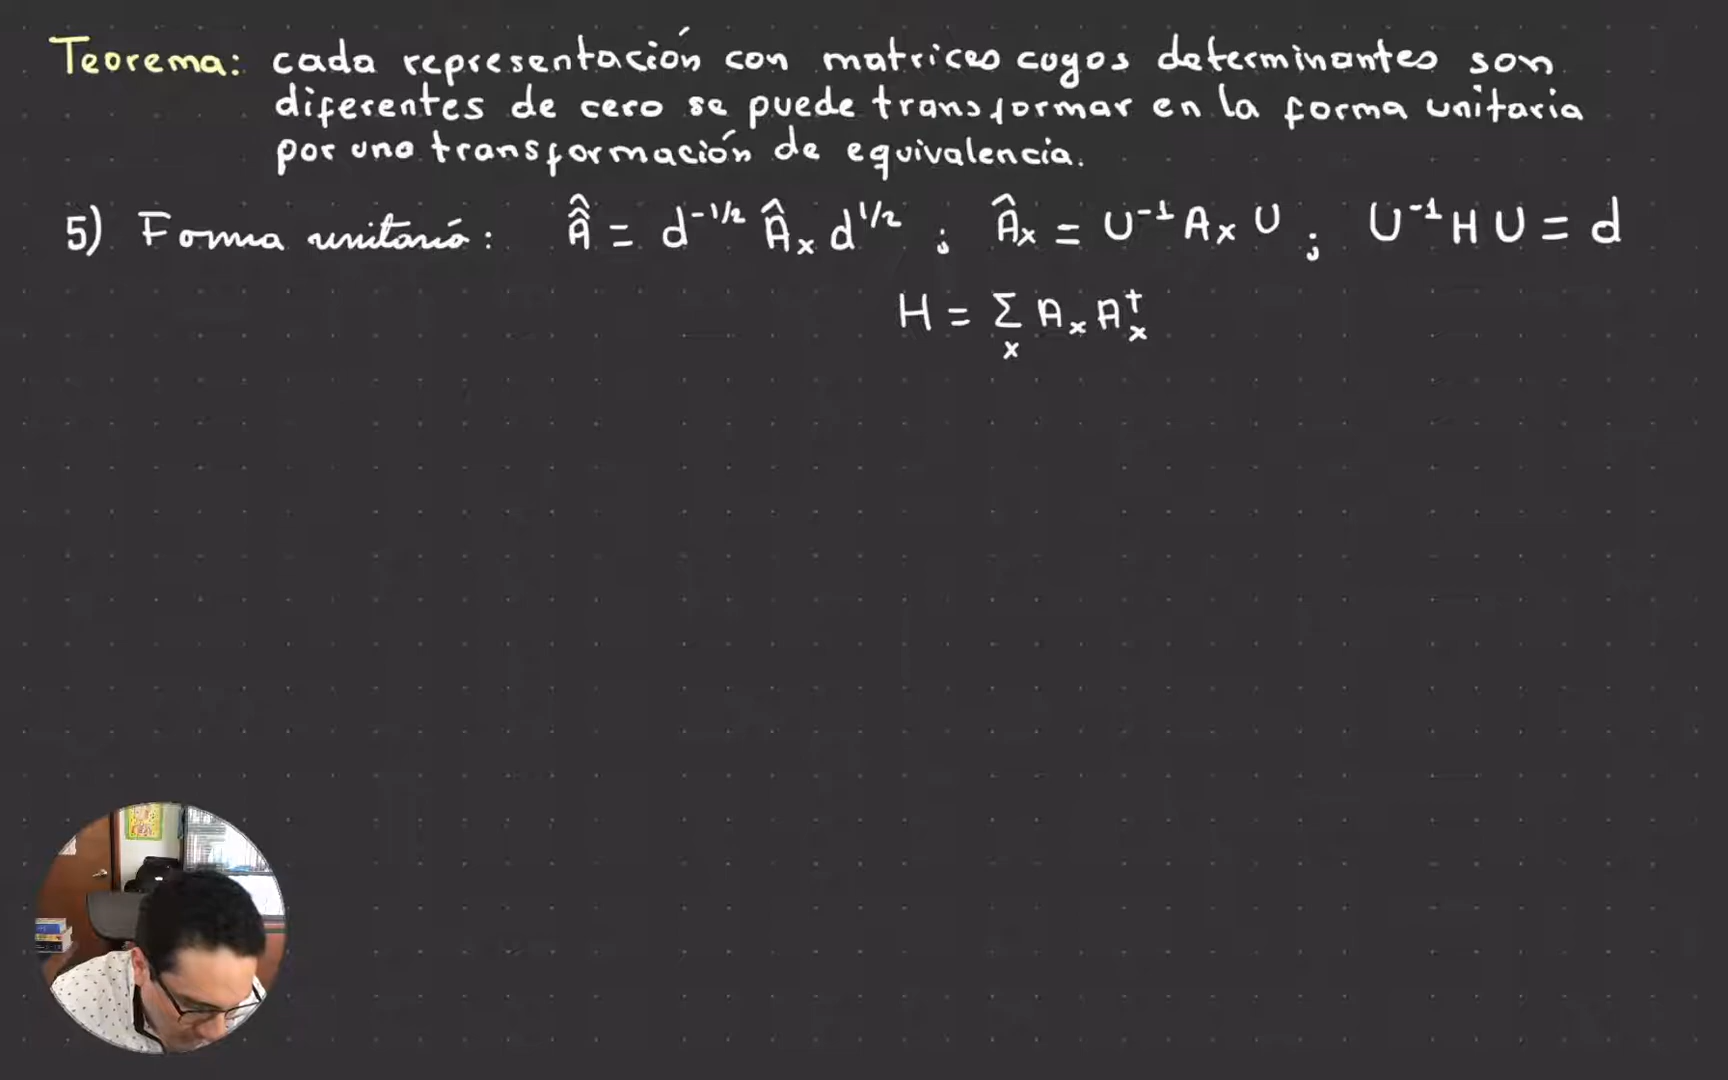 Teorema: cada representación con matrices cuyos determinantes son
diferentes de cero se puede transformar en la forma unitaria
por una transformación de equivalencia.
5) Forma unitaria: Â̂ = d^{-1/2} Â_x d^{1/2} ; Â_x = U^{-1} A_x U ; U^{-1} H U = d
H = Σ_x A_x A_x^†